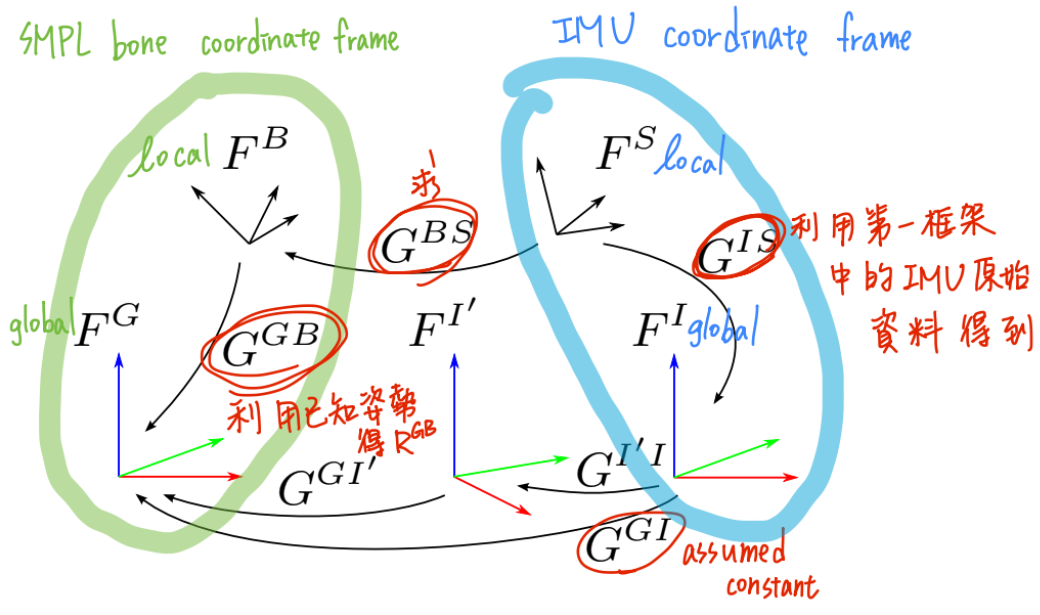 SMPL bone coordinate frame
IMU coordinate frame
local F^B
F^S local
求
G^{BS}
G^{IS}
利用第一框架
中的IMU原始
資料得到
global F^G
G^{GB}
F^{I'}
F^I global
利用已知姿勢
得R^{GB}
G^{GI'}
G^{I'I}
G^{GI}
assumed
constant